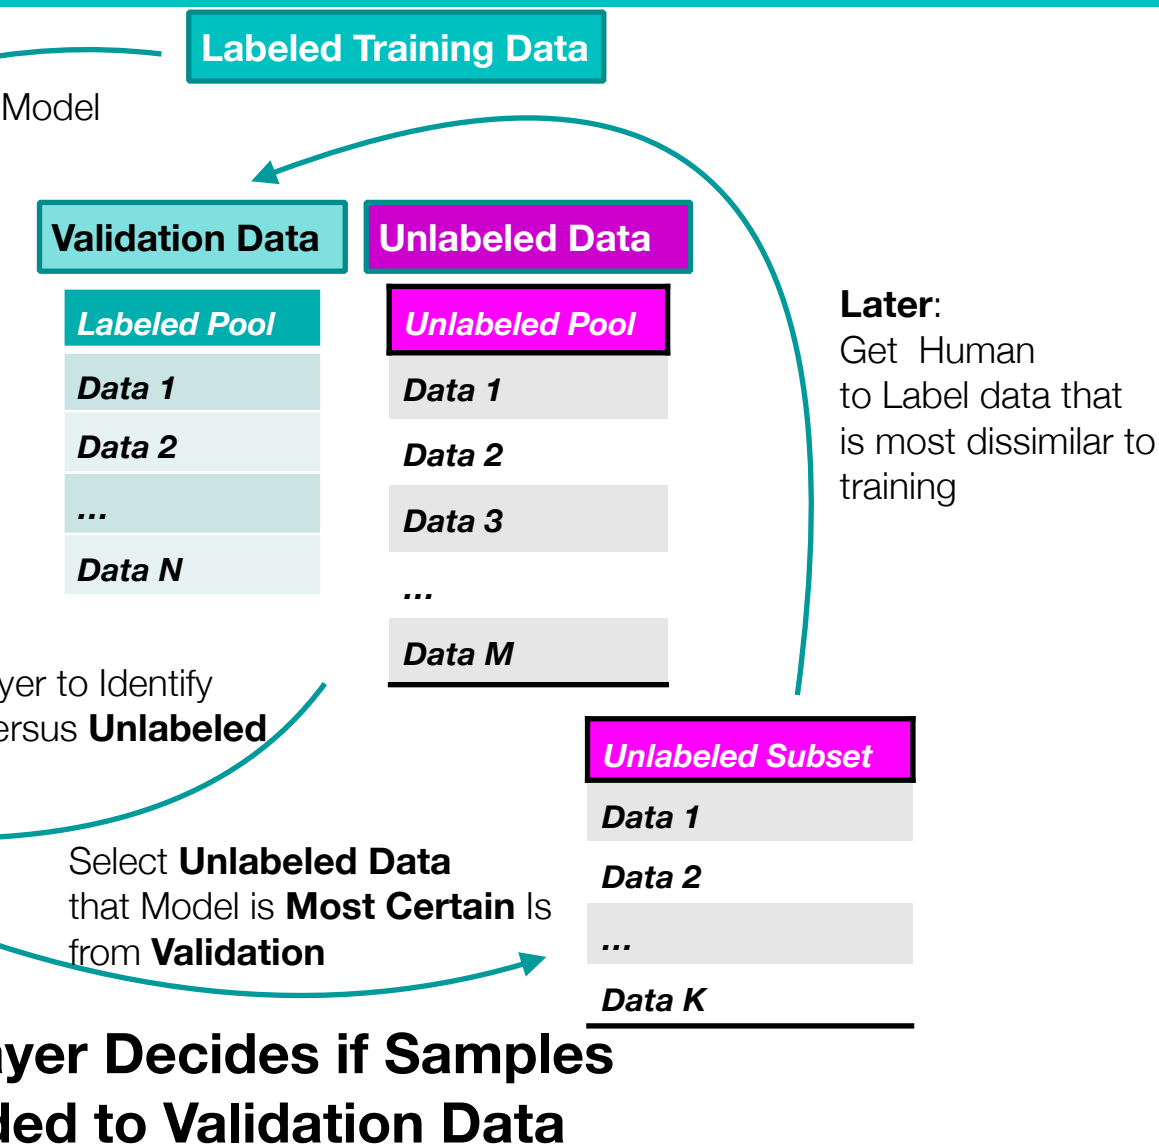 Labeled Training Data
Model
Validation Data
Unlabeled Data
Labeled Pool
Data 1
Data 2
...
Data N
Unlabeled Pool
Data 1
Data 2
Data 3
...
Data M
Later:
Get Human
to Label data that
is most dissimilar to
training
yer to Identify
ersus Unlabeled
Unlabeled Subset
Data 1
Data 2
...
Data K
Select Unlabeled Data
that Model is Most Certain Is
from Validation
ayer Decides if Samples
ded to Validation Data